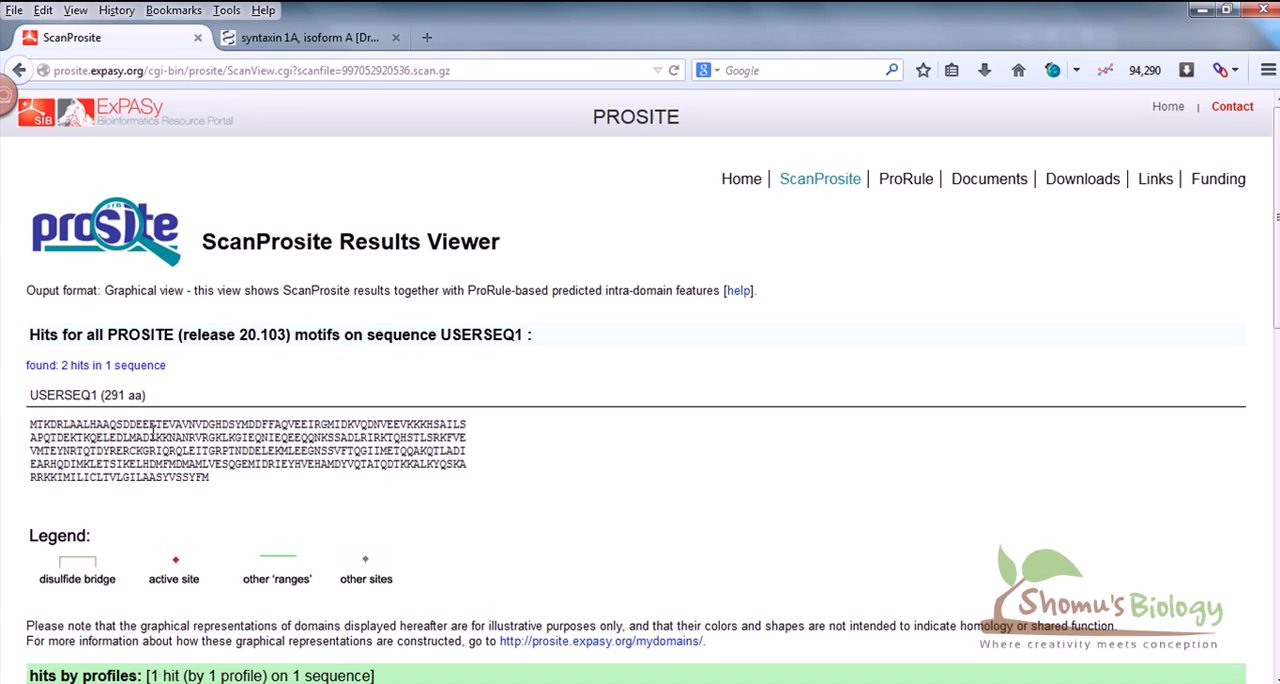 File Edit View History Bookmarks Tools Help
ScanProsite × syntaxin 1A, isoform A [Dr... × +
prosite.expasy.org/cgi-bin/prosite/ScanView.cgi?scanfile=997052920536.scan.gz Google 94,290
SIB ExPASy Bioinformatics Resource Portal
PROSITE
Home | Contact
Home | ScanProsite | ProRule | Documents | Downloads | Links | Funding
SIB
prosite
ScanProsite Results Viewer
Ouput format: Graphical view - this view shows ScanProsite results together with ProRule-based predicted intra-domain features [help].
Hits for all PROSITE (release 20.103) motifs on sequence USERSEQ1 :
found: 2 hits in 1 sequence
USERSEQ1 (291 aa)
MTKDRLAALHAAQSDDEEETEVAVNVDGHDSYMDDFFAQVEEIRGMIDKVQDNVEEVKKKHSAILS
APQTDEKTKQELEDLMADIKKNANRVRGKLKGIEQNIEQEEQQNKSSADLRIRKTQHSTLSRKFVE
VMTEYNRTQTDYRERCKGRIQRQLEITGRPTNDDELEKMLEEGNSSVFTQGIIMETQQAKQTLADI
EARHQDIMKLETSIKELHDMFMDMAMLVESQGEMIDRIEYHVEHAMDYVQTATQDTKKALKYQSKA
RRKKIMILICLTVLGILAASYVSSYFM
Legend:
disulfide bridge active site other 'ranges' other sites
Please note that the graphical representations of domains displayed hereafter are for illustrative purposes only, and that their colors and shapes are not intended to indicate homology or shared function.
For more information about how these graphical representations are constructed, go to http://prosite.expasy.org/mydomains/.
Shomu's Biology
Where creativity meets conception
hits by profiles: [1 hit (by 1 profile) on 1 sequence]